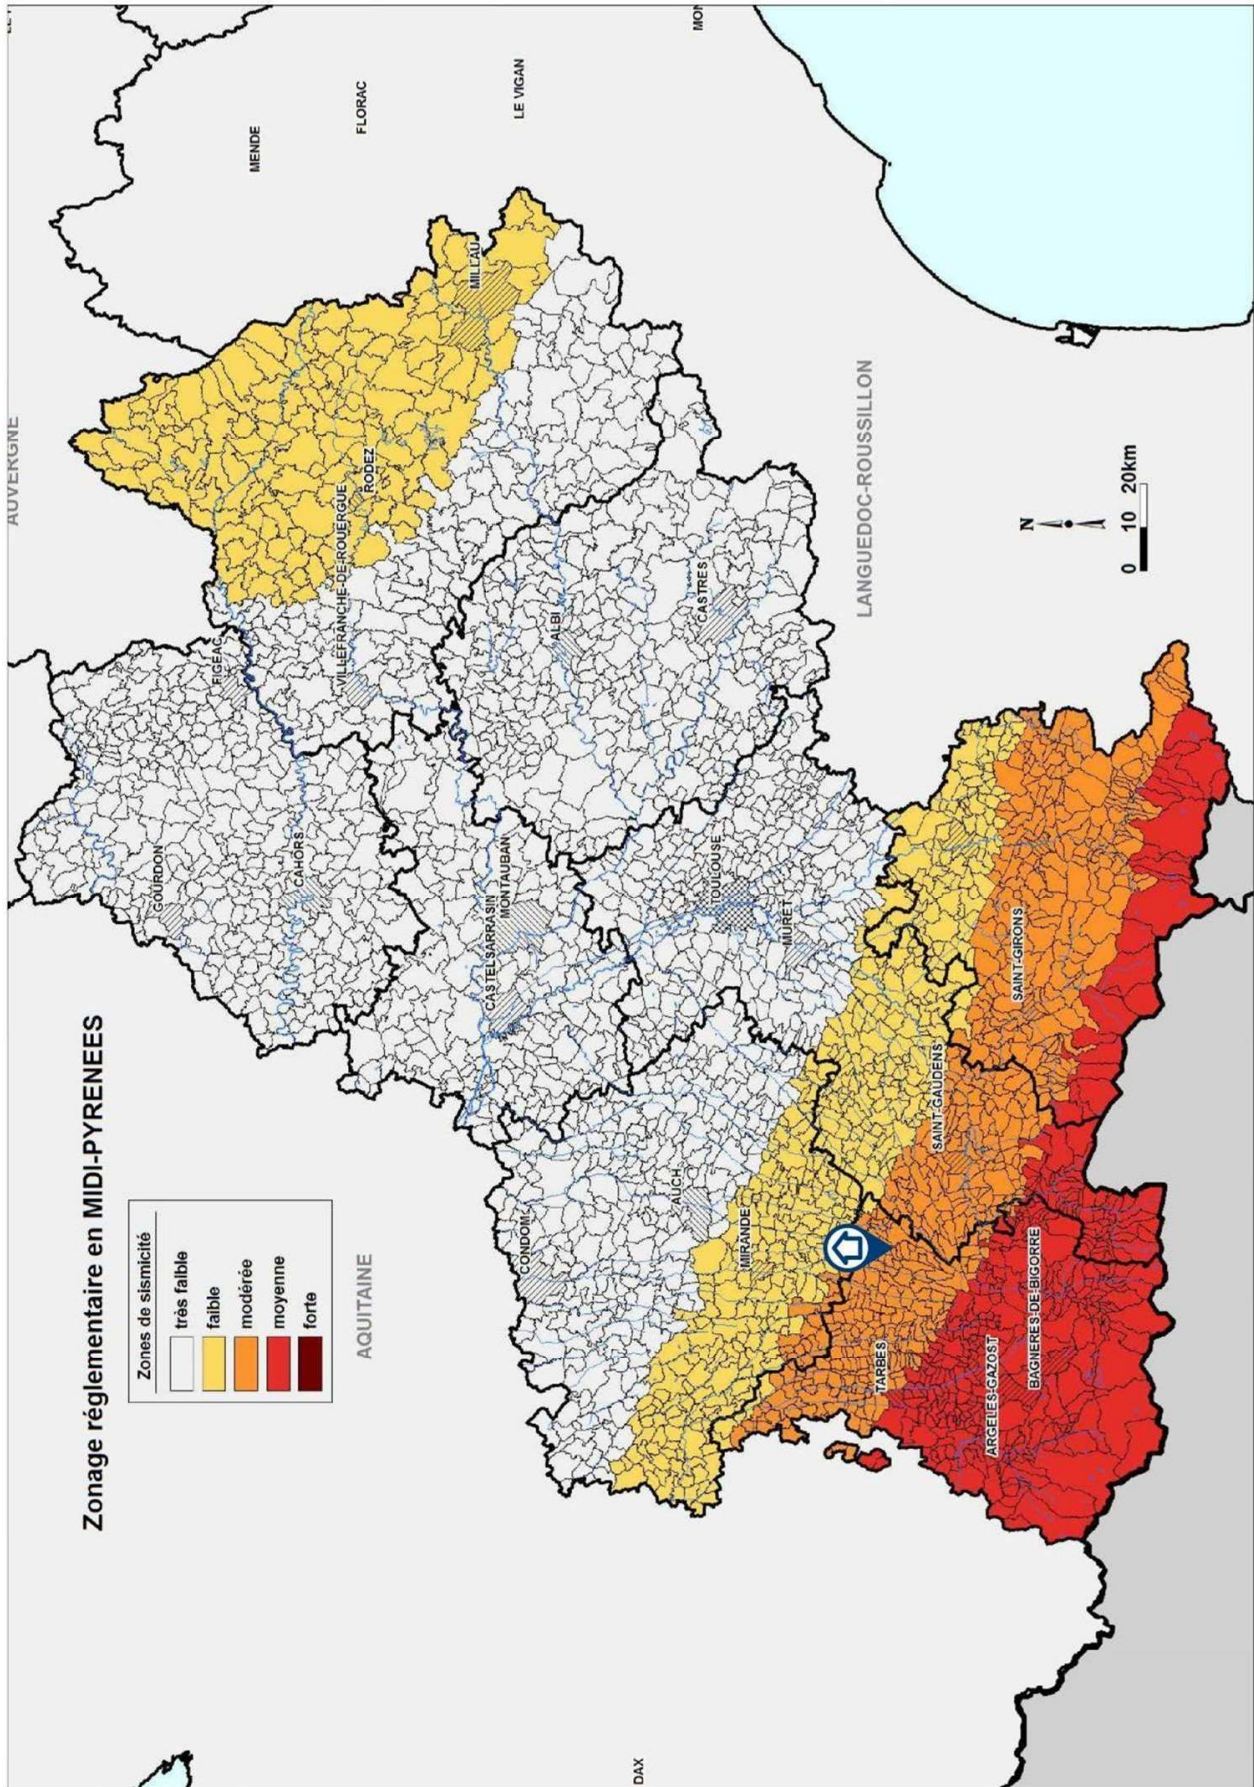 Zonage réglementaire en MIDI-PYRENEES
Zones de sismicité
très faible
faible
modérée
moyenne
forte
AUVERGNE
AQUITAINE
LANGUEDOC-ROUSSILLON
MENDE
FLORAC
LE VIGAN
GOURDON
FIGEAC
CAHORS
VILLEFRANCHE-DE-ROUERGUE
RODEZ
MILLAU
CASTELSARRASIN
MONTAUBAN
ALBI
CASTRES
CONDOM
AUCH
MIRANDE
TOULOUSE
MURET
TARBES
SAINT-GAUDENS
SAINT-GIRONS
ARGELES-GAZOST
BAGNERES-DE-BIGORRE
DAX
MON
N
0 10 20km